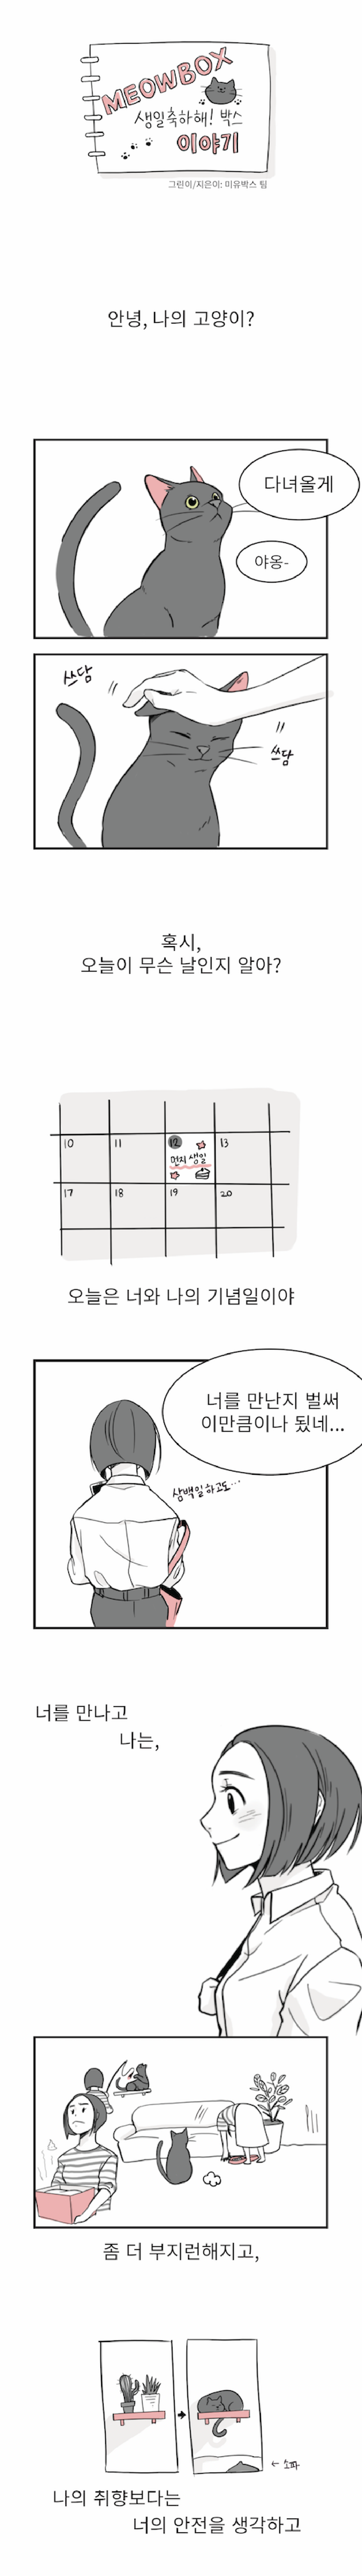 MEOWBOX
생일축하해! 박스
이야기
그린이/지은이: 미유박스 팀
안녕, 나의 고양이?
다녀올게
야옹-
쓰담
쓰담
혹시,
오늘이 무슨 날인지 알아?
10 11 12 13
먼지 생일
17 18 19 20
오늘은 너와 나의 기념일이야
너를 만난지 벌써
이만큼이나 됬네...
삼백일하고도...
너를 만나고
나는,
좀 더 부지런해지고,
← 소파
나의 취향보다는
너의 안전을 생각하고